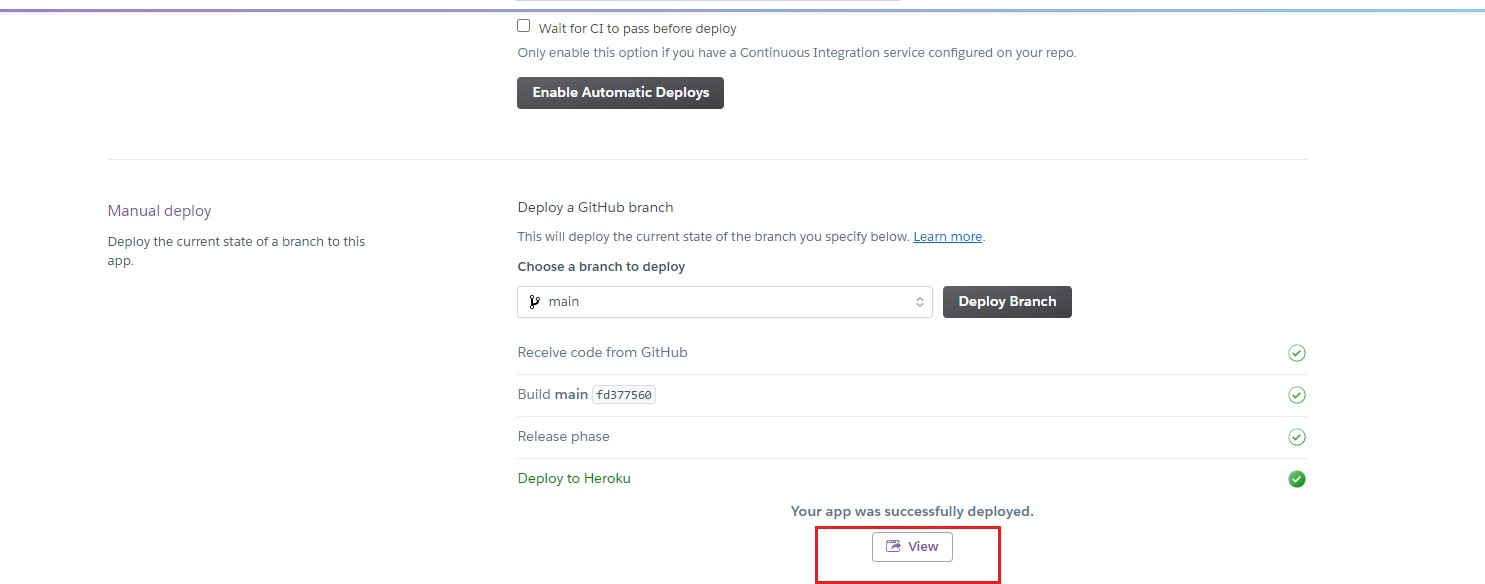 Wait for CI to pass before deploy
Only enable this option if you have a Continuous Integration service configured on your repo.
Enable Automatic Deploys
Manual deploy
Deploy the current state of a branch to this
app.
Deploy a GitHub branch
This will deploy the current state of the branch you specify below. Learn more.
Choose a branch to deploy
main
Deploy Branch
Receive code from GitHub
Build main fd377560
Release phase
Deploy to Heroku
Your app was successfully deployed.
View